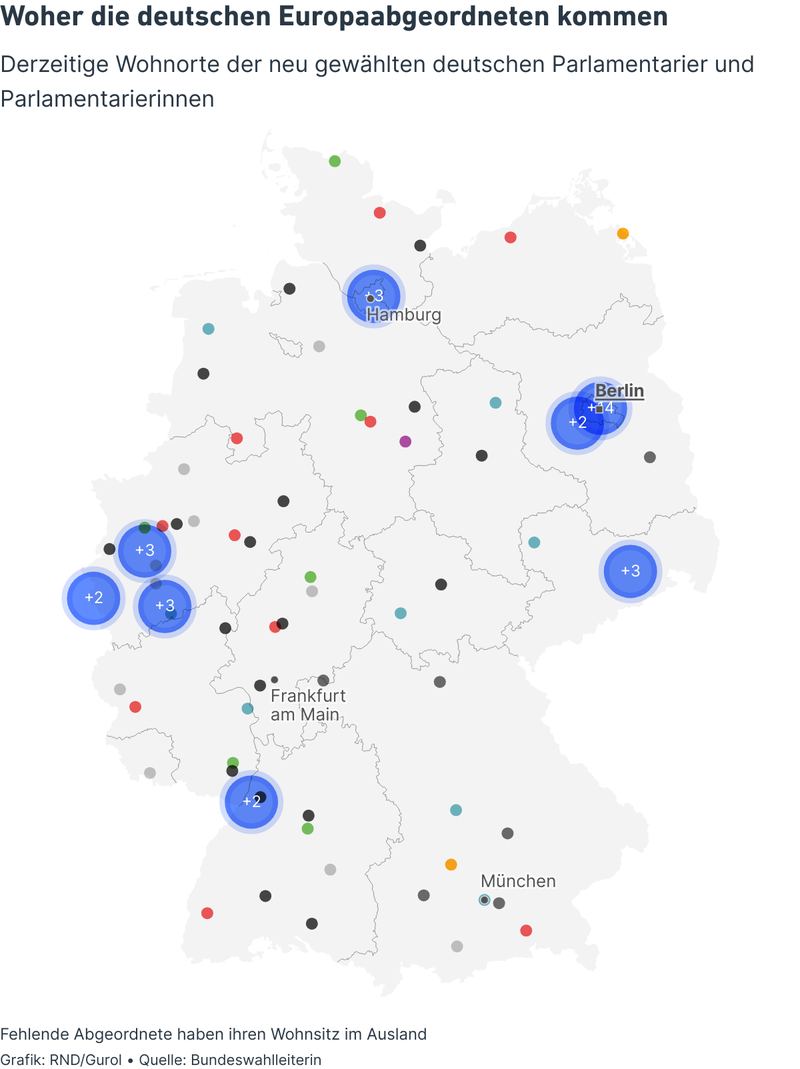 Woher die deutschen Europaabgeordneten kommen
Derzeitige Wohnorte der neu gewählten deutschen Parlamentarier und
Parlamentarierinnen
+3
Hamburg
Berlin
+14
+2
+3
+3
+2
+3
Frankfurt
am Main
+2
München
Fehlende Abgeordnete haben ihren Wohnsitz im Ausland
Grafik: RND/Gurol • Quelle: Bundeswahlleiterin